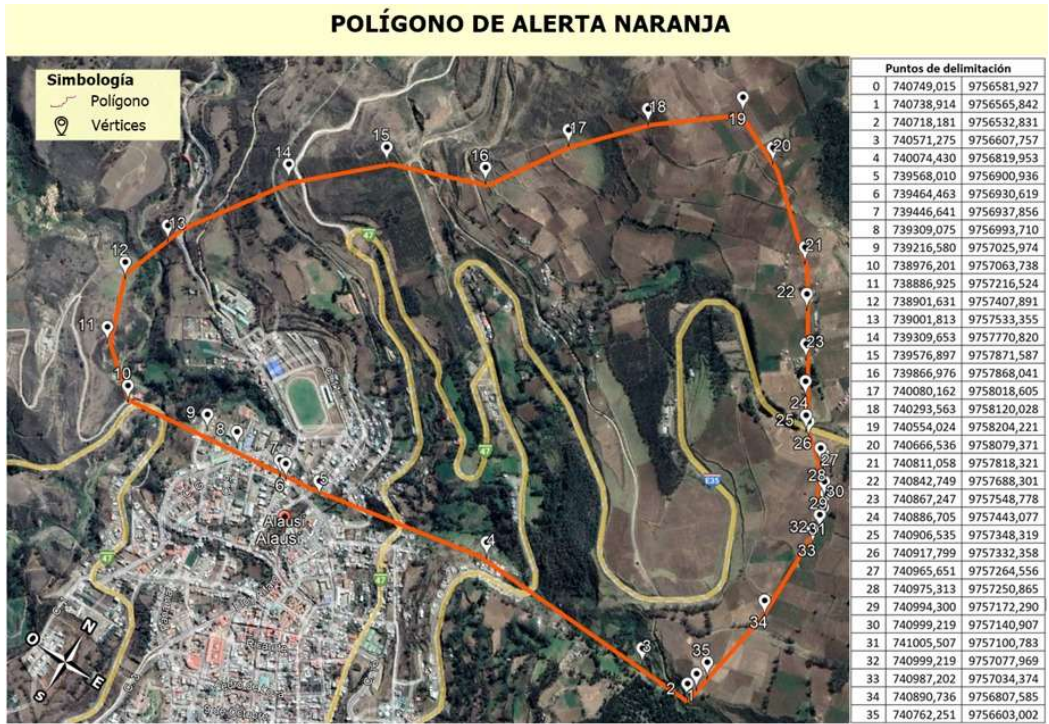 POLÍGONO DE ALERTA NARANJA
Simbología
Polígono
Vértices
18
19
17
15
20
14
16
13
47
21
12
22
11
23
10
24
9
25
8
26
47
7
27
6
5
E35
28
30
29
Alausí
Alausí
32
31
4
33
47
47
34
3
35
O
N
2
1
S
E
Puntos de delimitación
0 740749,015 9756581,927
1 740738,914 9756565,842
2 740718,181 9756532,831
3 740571,275 9756607,757
4 740074,430 9756819,953
5 739568,010 9756900,936
6 739464,463 9756930,619
7 739446,641 9756937,856
8 739309,075 9756993,710
9 739216,580 9757025,974
10 738976,201 9757063,738
11 738886,925 9757216,524
12 738901,631 9757407,891
13 739001,813 9757533,355
14 739309,653 9757770,820
15 739576,897 9757871,587
16 739866,976 9757868,041
17 740080,162 9758018,605
18 740293,563 9758120,028
19 740554,024 9758204,221
20 740666,536 9758079,371
21 740811,058 9757818,321
22 740842,749 9757688,301
23 740867,247 9757548,778
24 740886,705 9757443,077
25 740906,535 9757348,319
26 740917,799 9757332,358
27 740965,651 9757264,556
28 740975,313 9757250,865
29 740994,300 9757172,290
30 740999,219 9757140,907
31 741005,507 9757100,783
32 740999,219 9757077,969
33 740987,202 9757034,374
34 740890,736 9756807,585
35 740762,251 9756603,002